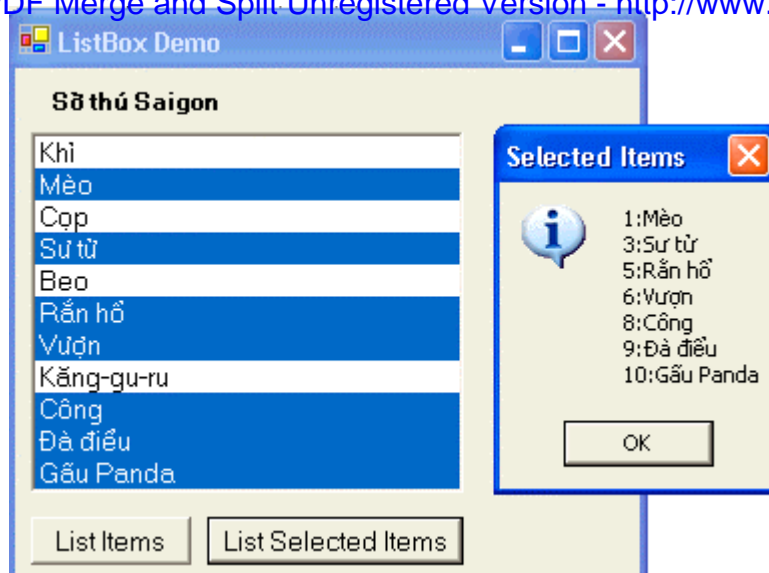 DF Merge and Split Unregistered Version - http://www.
ListBox Demo
Sở thú Saigon
Khỉ
Mèo
Cọp
Sư tử
Beo
Rắn hổ
Vượn
Kăng-gu-ru
Công
Đà điểu
Gấu Panda
List Items
List Selected Items
Selected Items
1:Mèo
3:Sư tử
5:Rắn hổ
6:Vượn
8:Công
9:Đà điểu
10:Gấu Panda
OK